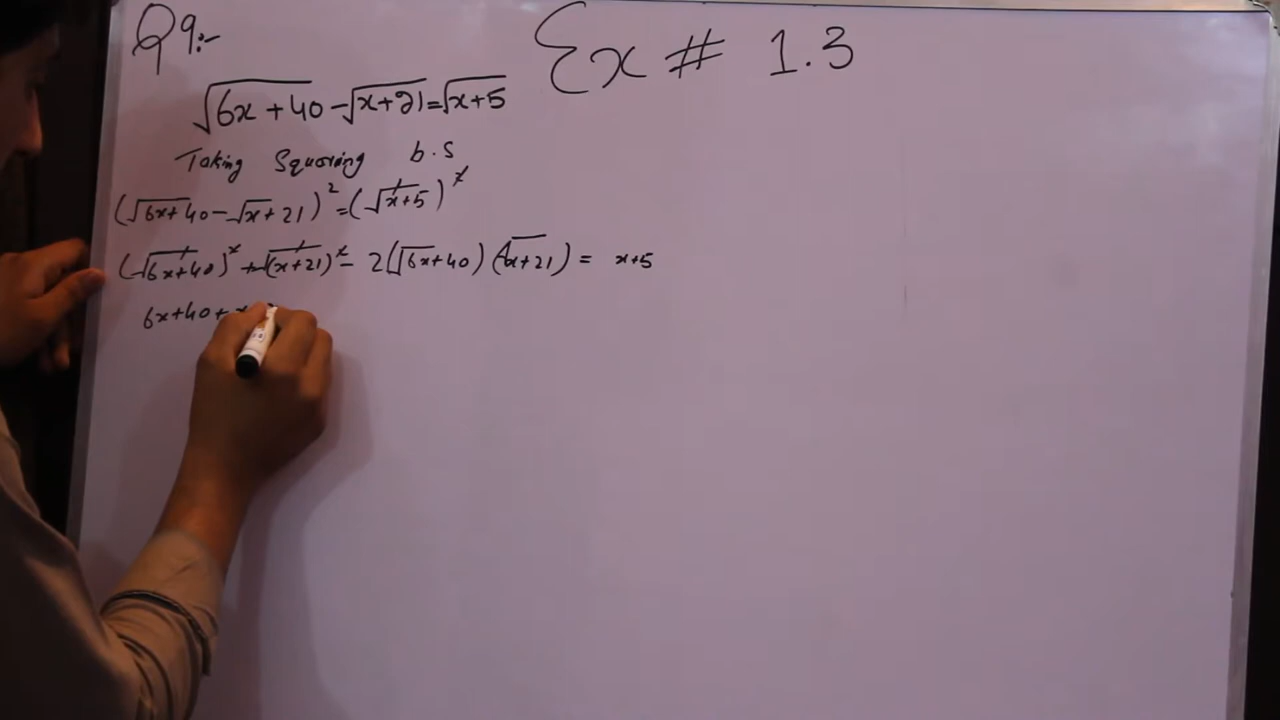 Q9:-
Ex # 1.3
√6x+40 -√x+21=√x+5
Taking Squaring b.s
(√6x+40-√x+21)²=(√x+5)²
(√6x+40)²+(√x+21)²- 2(√6x+40)(√x+21) = x+5
6x+40+x